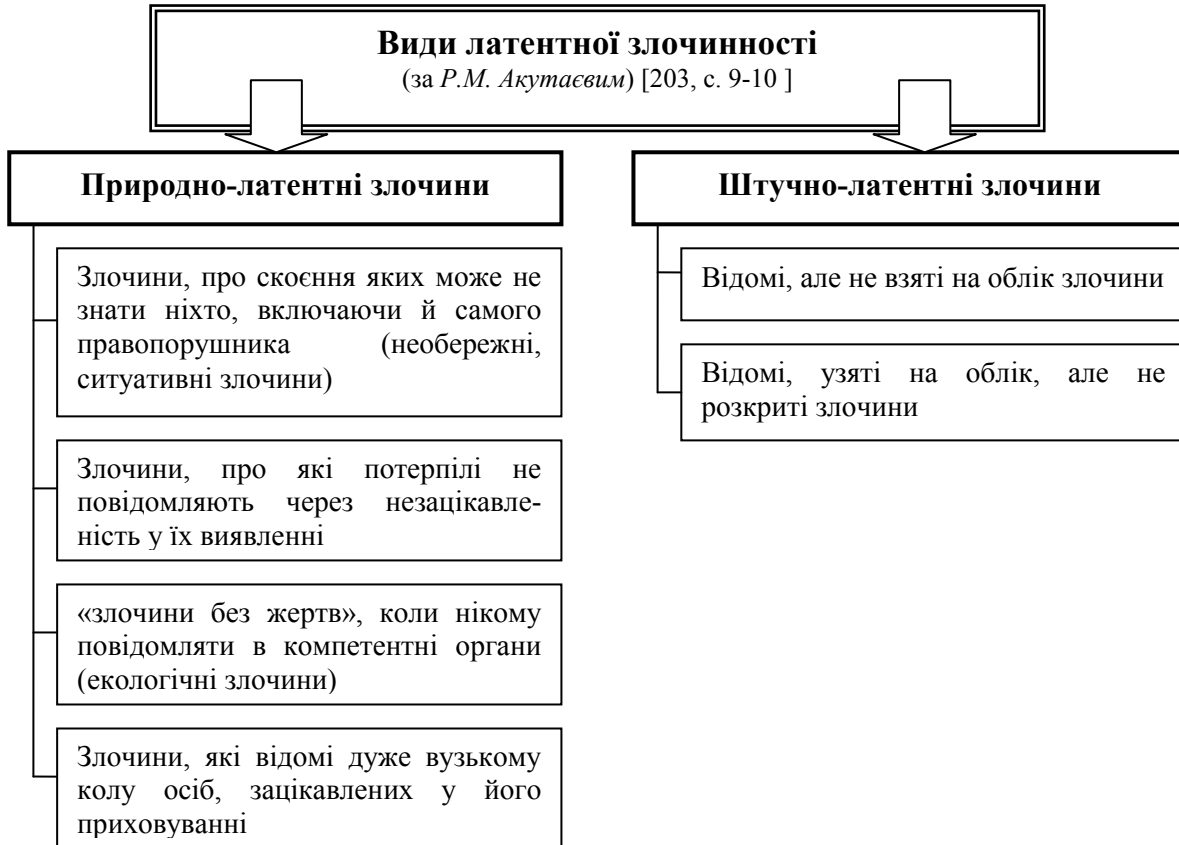 Види латентної злочинності
(за Р.М. Акутаєвим) [203, с. 9-10 ]
Природно-латентні злочини
Злочини, про скоєння яких може не
знати ніхто, включаючи й самого
правопорушника (необережні,
ситуативні злочини)
Злочини, про які потерпілі не
повідомляють через незацікавле-
ність у їх виявленні
«злочини без жертв», коли нікому
повідомляти в компетентні органи
(екологічні злочини)
Злочини, які відомі дуже вузькому
колу осіб, зацікавлених у його
приховуванні
Штучно-латентні злочини
Відомі, але не взяті на облік злочини
Відомі, узяті на облік, але не
розкриті злочини